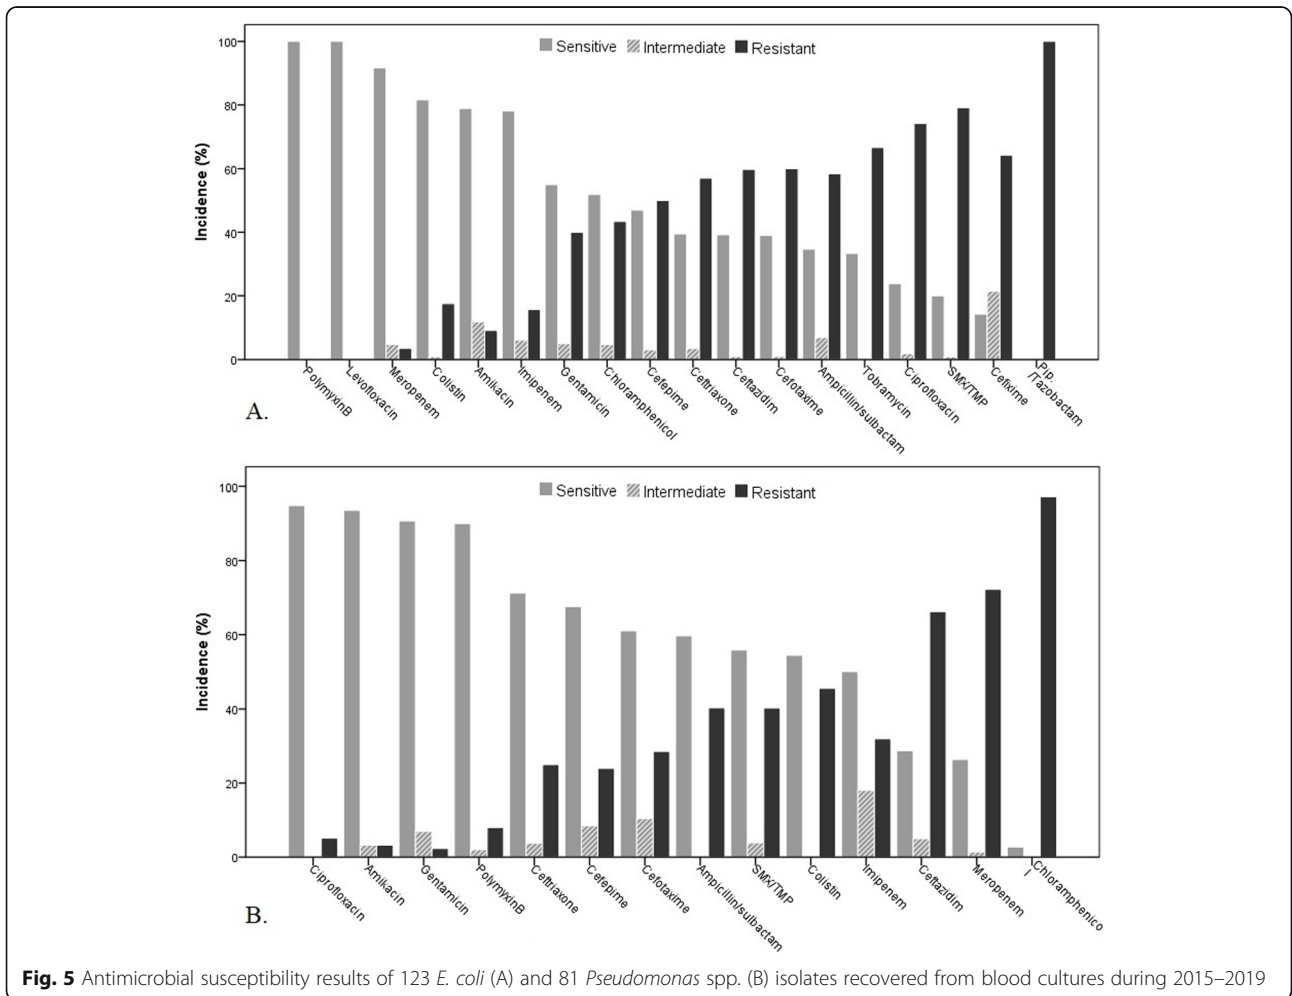 Sensitive Intermediate Resistant
100
80
60
40
20
0
Incidence (%)
PolymyxinB
Levofloxacin
Meropenem
Colistin
Amikacin
Imipenem
Gentamicin
Choramphenicol
Cefepime
Ceftriaxone
Ceftazidim
Cefotaxime
Ampicillin/sulbactam
Tobramycin
Ciprofloxacin
SMX/TMP
Cefixime
Pip.
/Tazobactam
A.
Sensitive Intermediate Resistant
100
80
60
40
20
0
Incidence (%)
Ciprofloxacin
Amikacin
Gentamicin
PolymyxinB
Ceftriaxone
Cefepime
Cefotaxime
Ampicillin/sulbactam
SMX/TMP
Colistin
Imipenem
Ceftazidim
Meropenem
Chloramphenico
l
B.
Fig. 5 Antimicrobial susceptibility results of 123 E. coli (A) and 81 Pseudomonas spp. (B) isolates recovered from blood cultures during 2015–2019